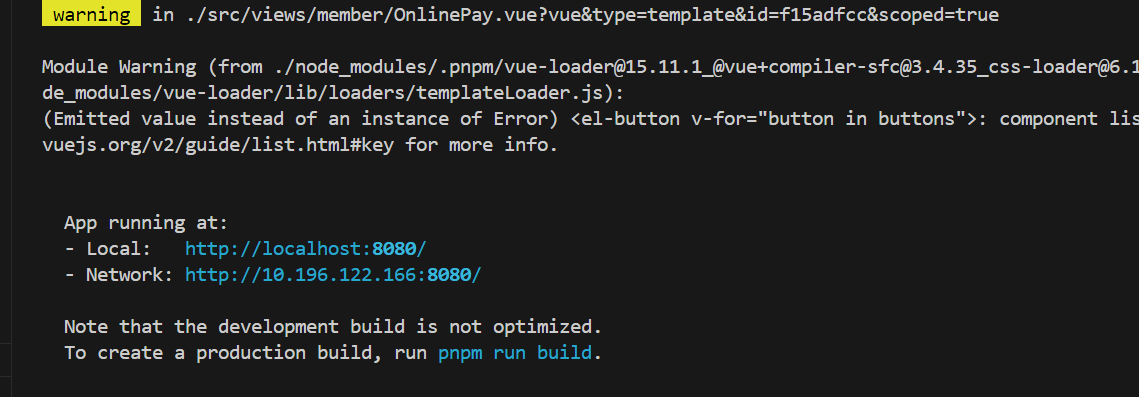 warning in ./src/views/member/OnlinePay.vue?vue&type=template&id=f15adfcc&scoped=true
Module Warning (from ./node_modules/.pnpm/vue-loader@15.11.1_@vue+compiler-sfc@3.4.35_css-loader@6.1
de_modules/vue-loader/lib/loaders/templateLoader.js):
(Emitted value instead of an instance of Error) <el-button v-for="button in buttons">: component lis
vuejs.org/v2/guide/list.html#key for more info.
App running at:
- Local: http://localhost:8080/
- Network: http://10.196.122.166:8080/
Note that the development build is not optimized.
To create a production build, run pnpm run build.